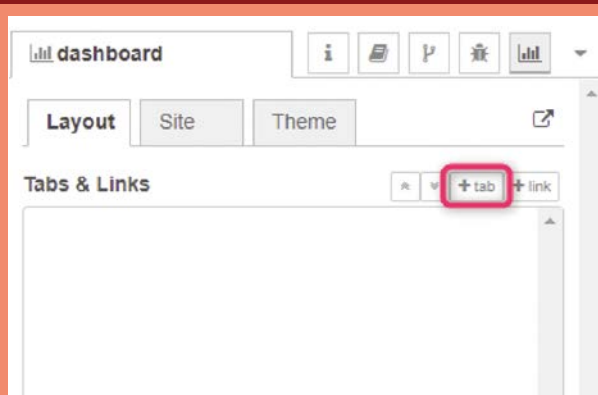 dashboard
i
Layout Site Theme
Tabs & Links
+ tab + link